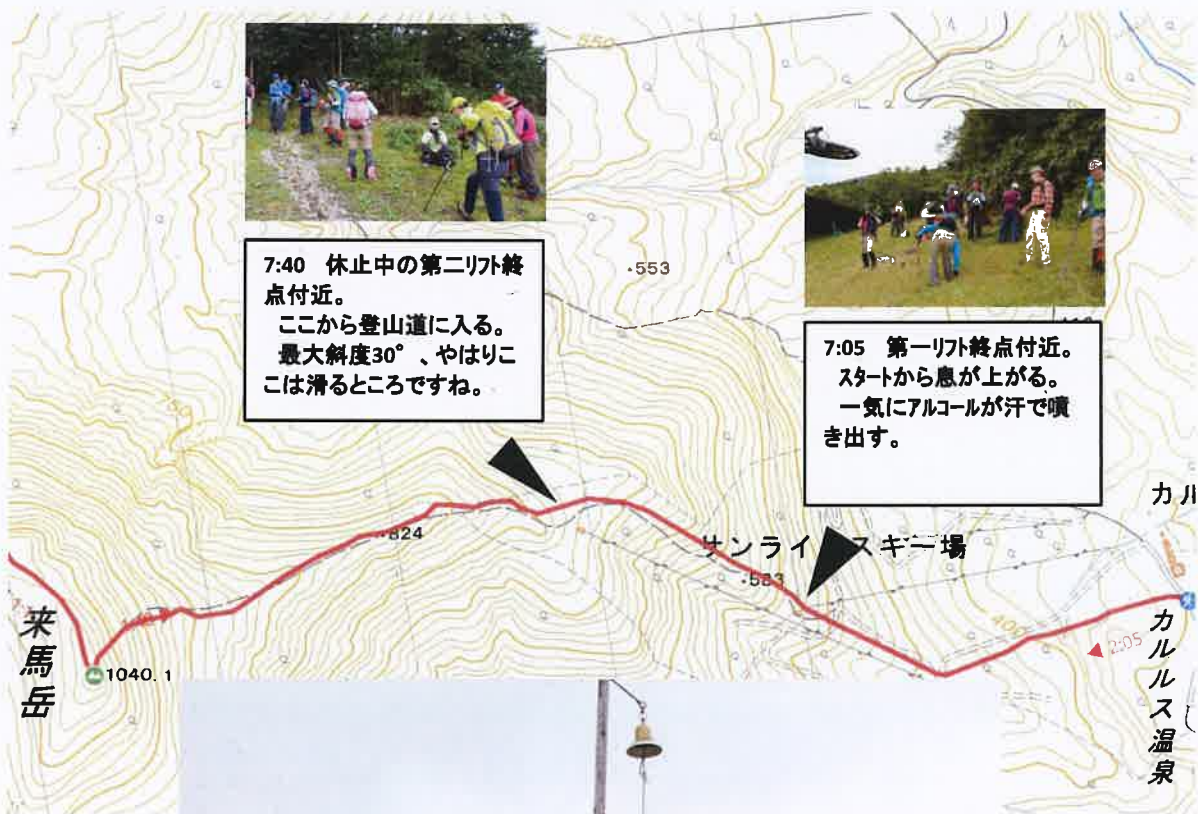 550
7:40 休止中の第二リフト終
点付近。
ここから登山道に入る。
最大斜度30°、やはりこ
こは滑るところですね。
・553
7:05 第一リフト終点付近。
スタートから息が上がる。
一気にアルコールが汗で噴
き出す。
750
・824
サンライ
スキー場
カル
400
2:05
来馬岳
1040.1
カルルス温泉